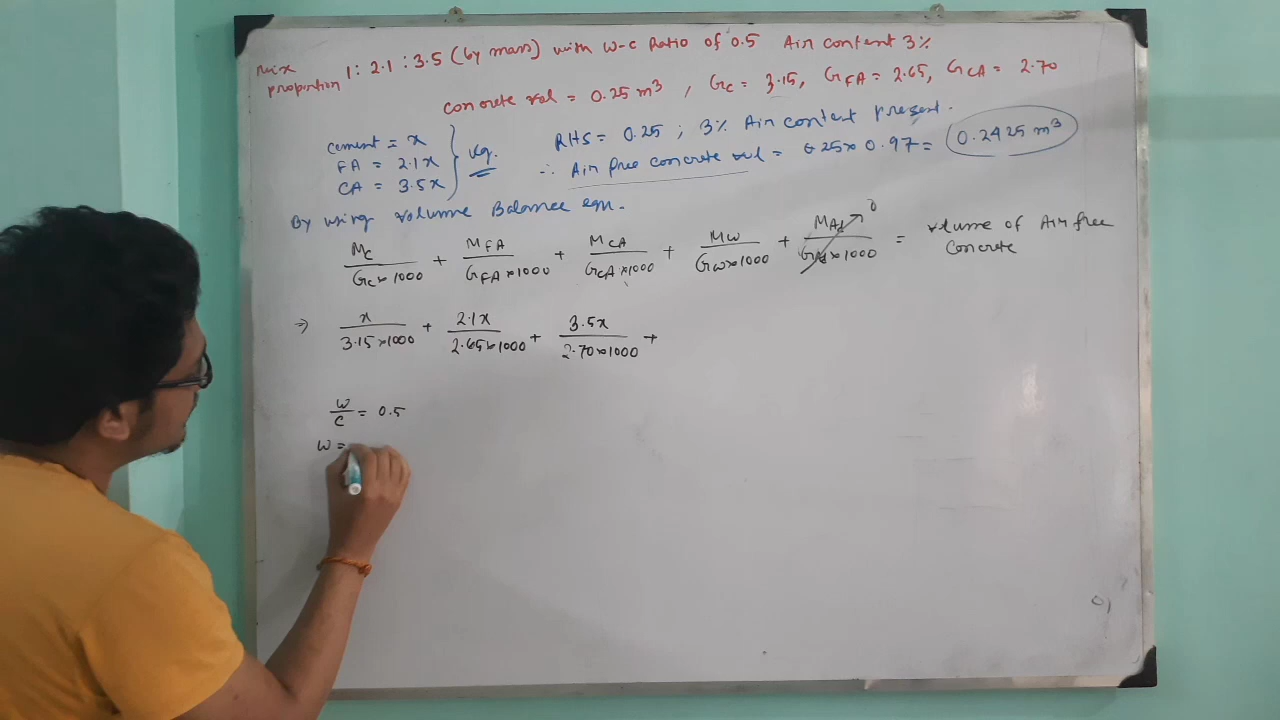 mix proportion 1 : 2.1 : 3.5 (by mass) with w-c Ratio of 0.5 Air content 3%
concrete vol = 0.25 m³ , Gc = 3.15, GFA = 2.65, GCA = 2.70
cement = x
FA = 2.1x
CA = 3.5x
} kg.
RHS = 0.25 ; 3% Air content present.
∴ Air free concrete vol = 0.25 × 0.97 = 0.2425 m³
By using volume Balance eqn.
Mc/(Gc × 1000) + MFA/(GFA × 1000) + MCA/(GCA × 1000) + Mw/(Gw × 1000) + MAd/(GAd × 1000) ↗ 0 = volume of Air free concrete
⇒ x/(3.15 × 1000) + 2.1x/(2.65 × 1000) + 3.5x/(2.70 × 1000) +
w/c = 0.5
w =